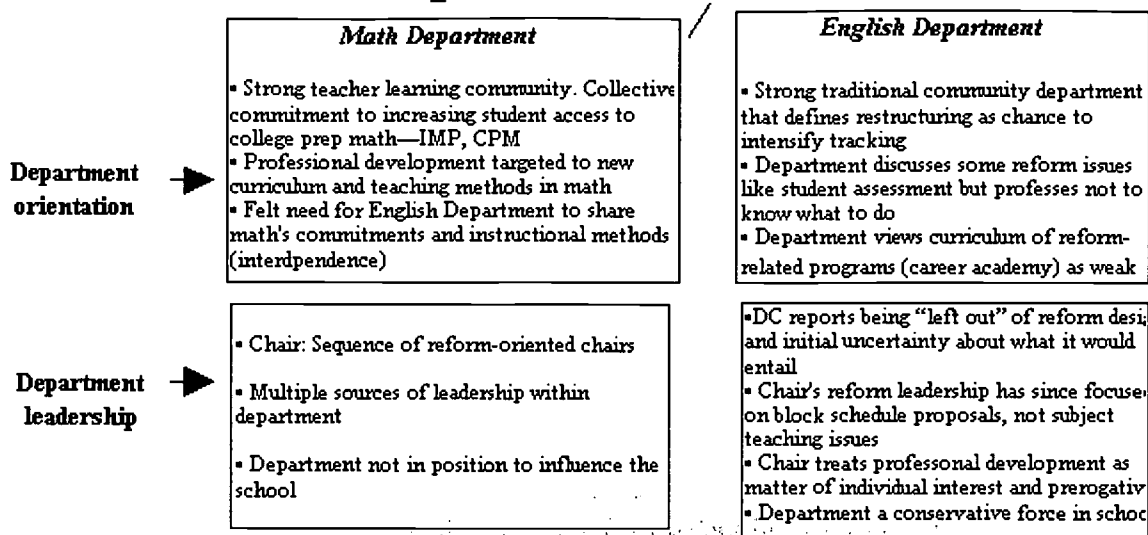 Math Department
▪ Strong teacher learning community. Collective
commitment to increasing student access to
college prep math—IMP, CPM
▪ Professional development targeted to new
curriculum and teaching methods in math
▪ Felt need for English Department to share
math's commitments and instructional methods
(interdpendence)
English Department
▪ Strong traditional community department
that defines restructuring as chance to
intensify tracking
▪ Department discusses some reform issues
like student assessment but professes not to
know what to do
▪ Department views curriculum of reform-
related programs (career academy) as weak
Department
orientation
▪ Chair: Sequence of reform-oriented chairs
▪ Multiple sources of leadership within
department
▪ Department not in position to influence the
school
▪DC reports being “left out” of reform desi
and initial uncertainty about what it would
entail
▪ Chair's reform leadership has since focuse
on block schedule proposals, not subject
teaching issues
▪ Chair treats professonal development as
matter of individual interest and prerogativ
▪ Department a conservative force in schoo
Department
leadership